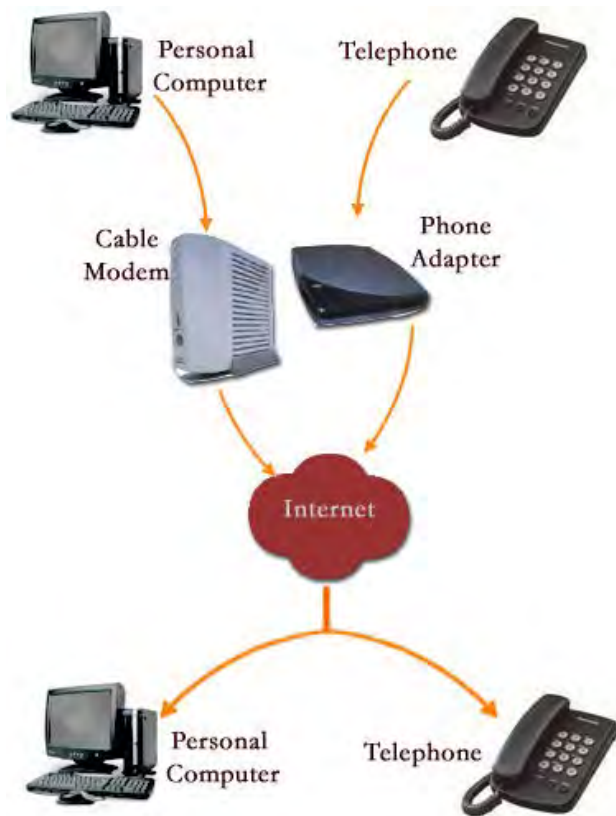 Personal
Computer
Telephone
Cable
Modem
Phone
Adapter
Internet
Personal
Computer
Telephone